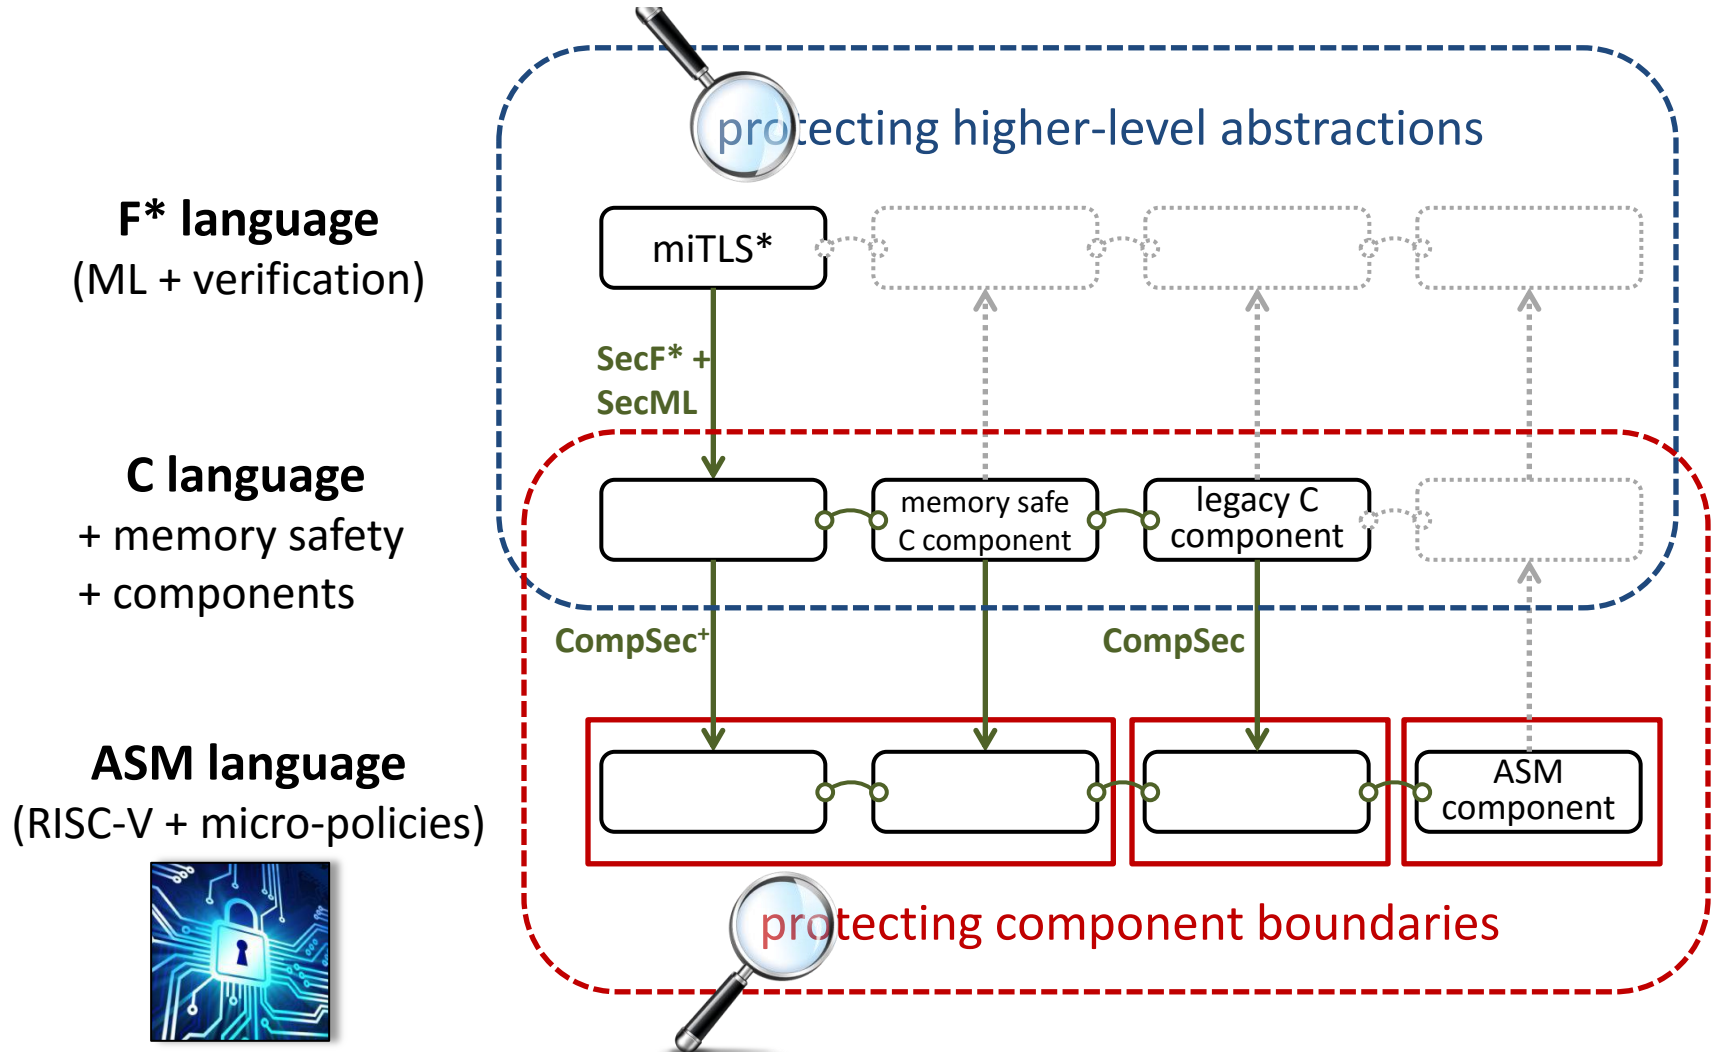 protecting higher-level abstractions
F* language
(ML + verification)
miTLS*
SecF* +
SecML
C language
+ memory safety
+ components
memory safe
C component
legacy C
component
CompSec⁺
CompSec
ASM language
(RISC-V + micro-policies)
ASM
component
protecting component boundaries